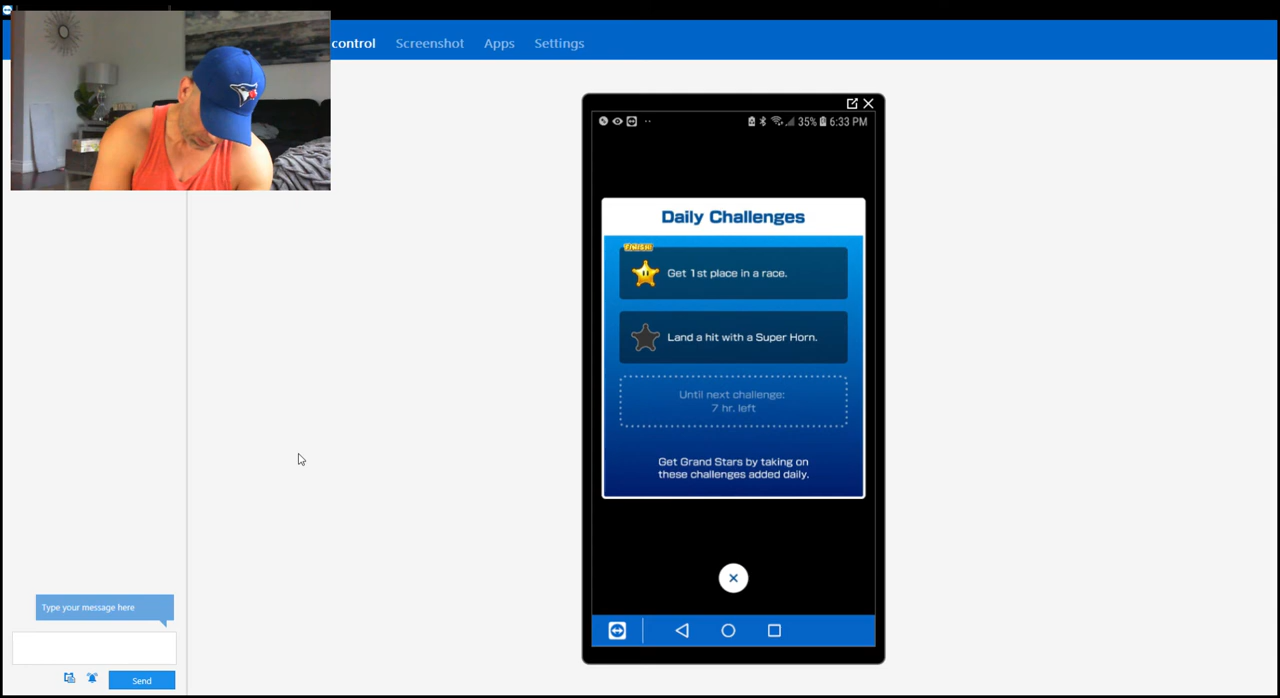 control Screenshot Apps Settings
35% 6:33 PM
Daily Challenges
FINISH!
Get 1st place in a race.
Land a hit with a Super Horn.
Until next challenge:
7 hr. left
Get Grand Stars by taking on
these challenges added daily.
Type your message here
Send